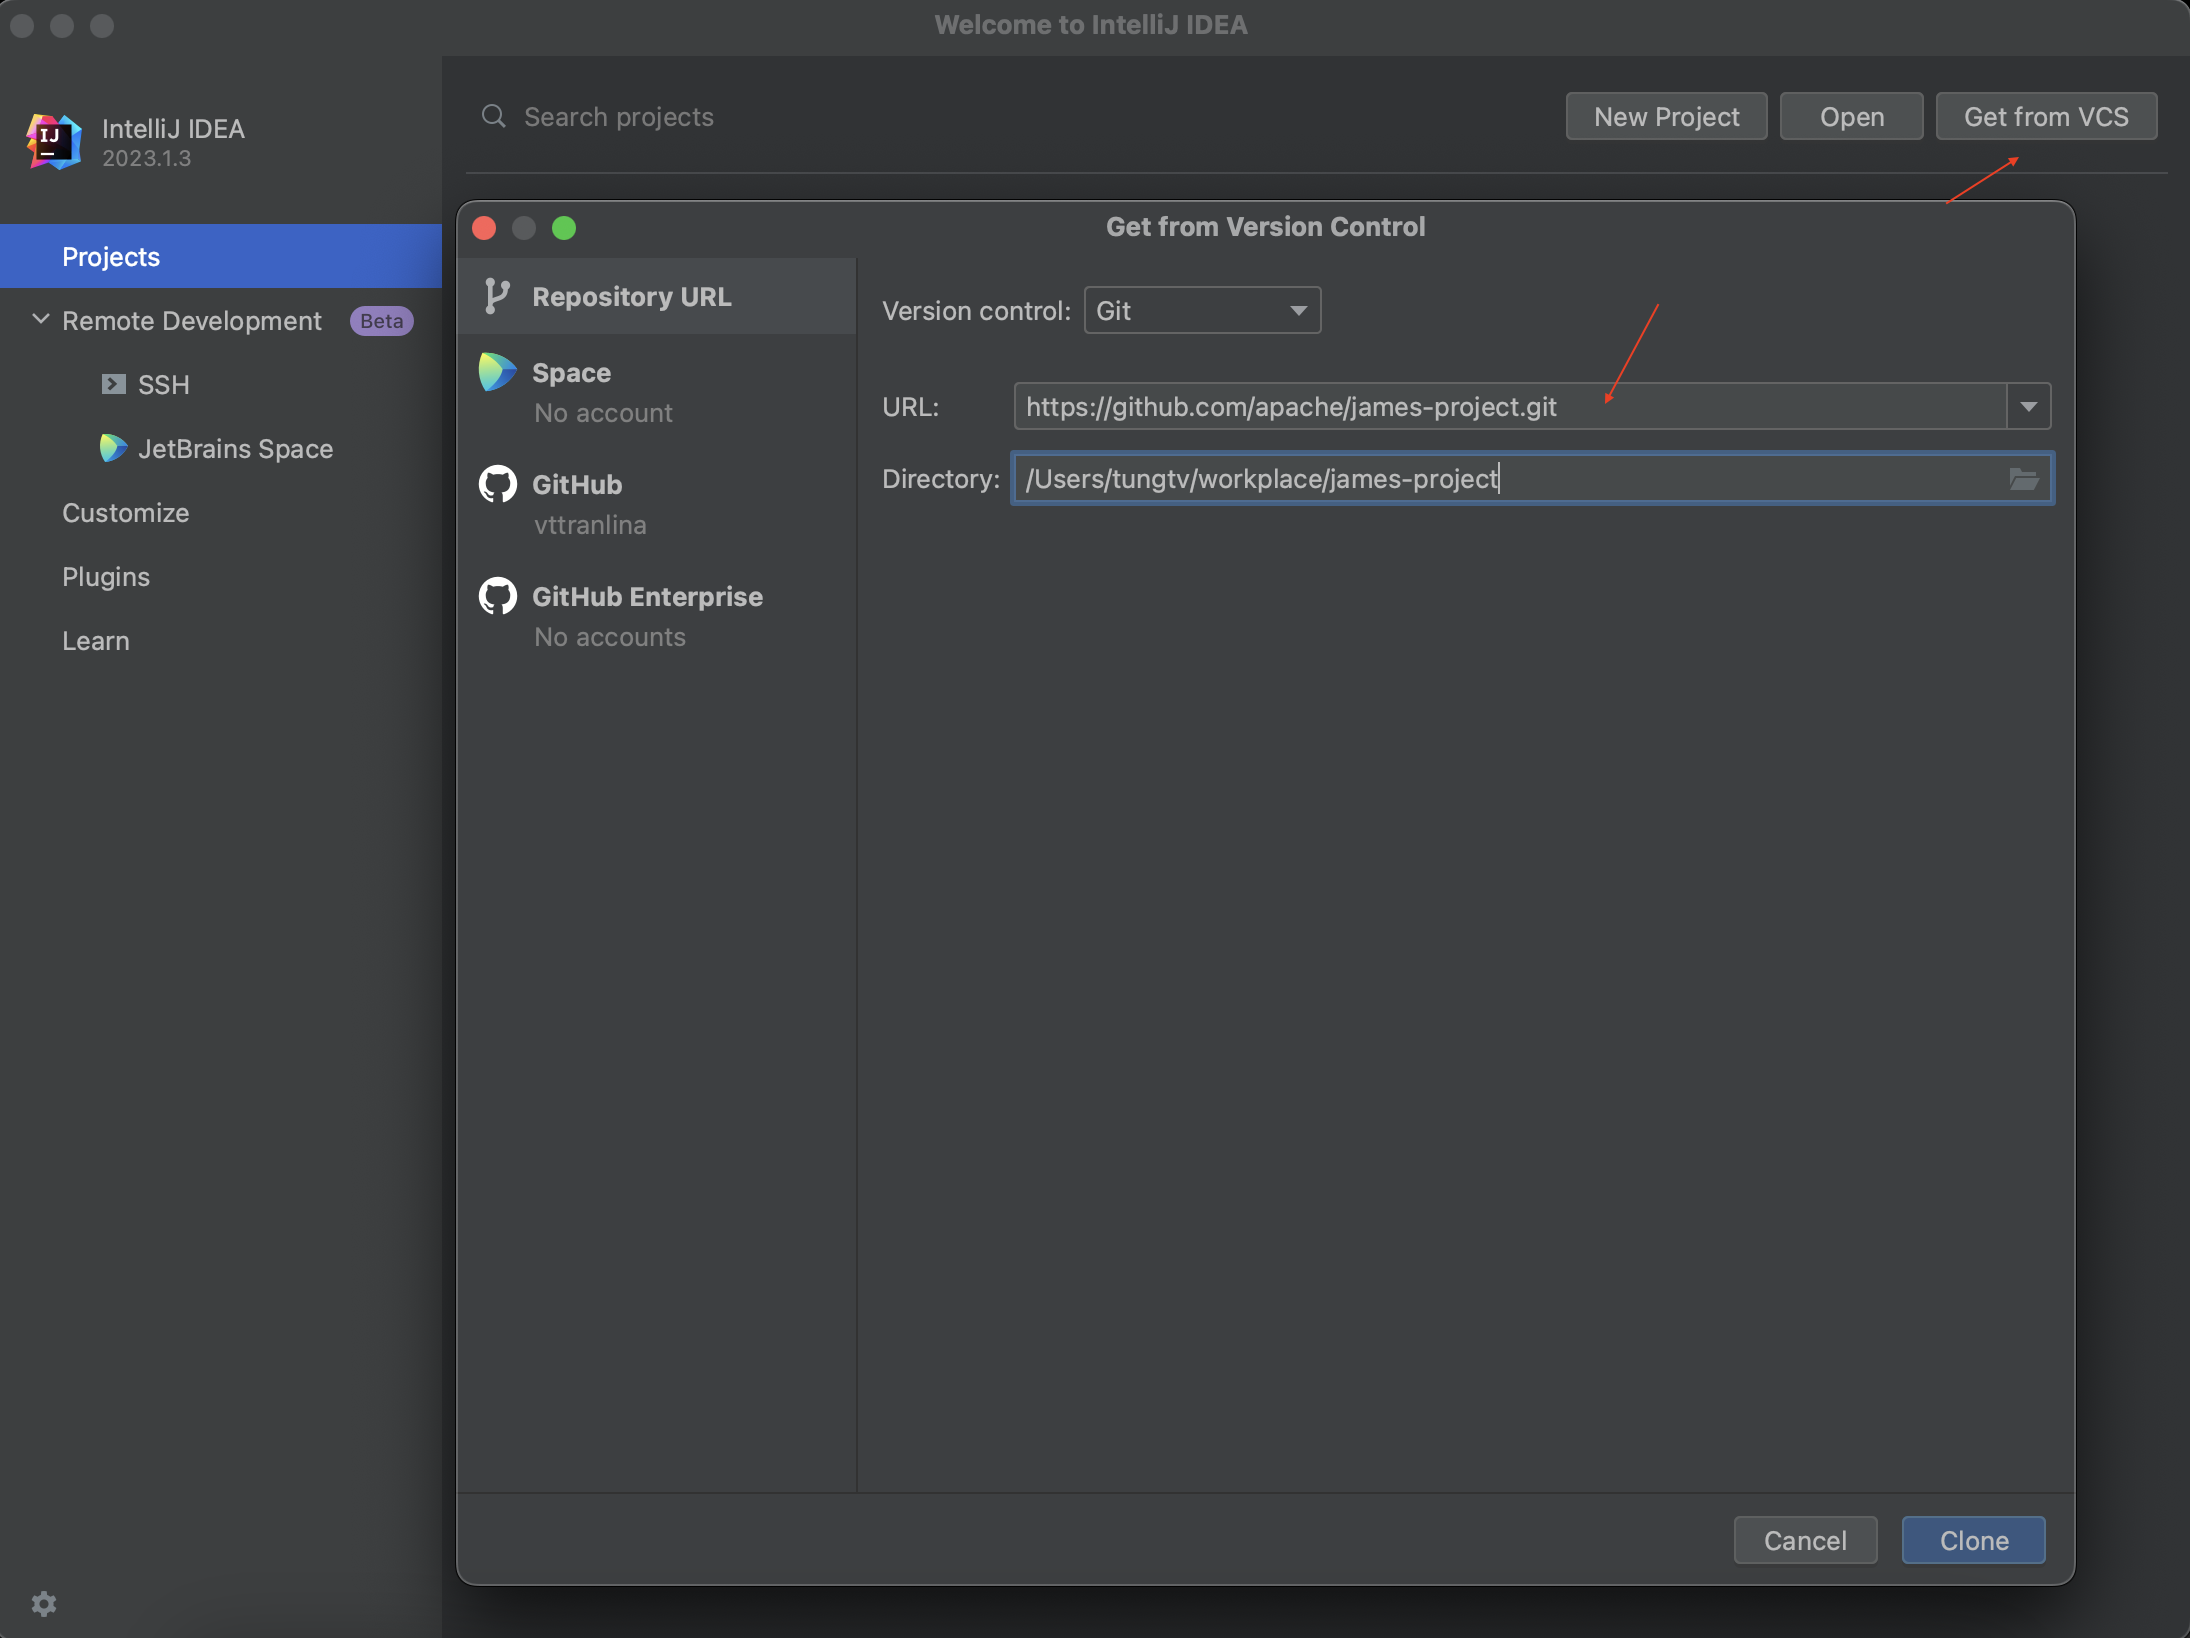 Welcome to IntelliJ IDEA
IJ
IntelliJ IDEA
2023.1.3
Search projects
New Project
Open
Get from VCS
Projects
Remote Development Beta
SSH
JetBrains Space
Customize
Plugins
Learn
Get from Version Control
Repository URL
Space
No account
GitHub
vttranlina
GitHub Enterprise
No accounts
Version control: Git
URL: https://github.com/apache/james-project.git
Directory: /Users/tungtv/workplace/james-project
Cancel
Clone